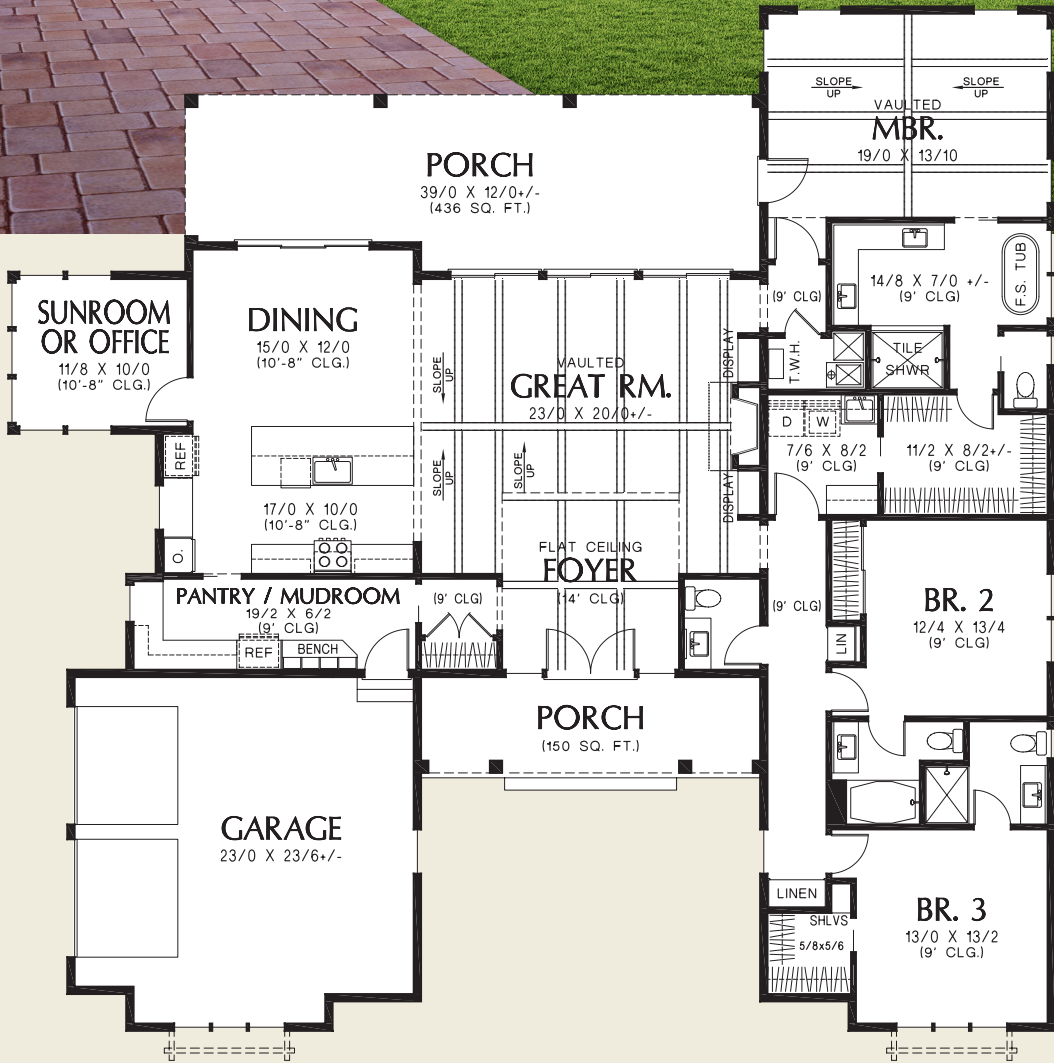 SLOPE
UP
SLOPE
UP
VAULTED
MBR.
19/0 X 13/10
PORCH
39/0 X 12/0+/-
(436 SQ. FT.)
SUNROOM
OR OFFICE
11/8 X 10/0
(10'-8" CLG.)
DINING
15/0 X 12/0
(10'-8" CLG.)
SLOPE
UP
VAULTED
GREAT RM.
23/0 X 20/0+/-
DISPLAY
(9' CLG)
14/8 X 7/0 +/-
(9' CLG)
F.S. TUB
T.W.H.
TILE
SHWR
REF
17/0 X 10/0
(10'-8" CLG.)
O.
SLOPE
UP
SLOPE
UP
DISPLAY
D
W
7/6 X 8/2
(9' CLG)
11/2 X 8/2+/-
(9' CLG)
FLAT CEILING
FOYER
(14' CLG)
PANTRY / MUDROOM
19/2 X 6/2
(9' CLG)
REF
BENCH
(9' CLG)
(9' CLG)
LIN
BR. 2
12/4 X 13/4
(9' CLG)
PORCH
(150 SQ. FT.)
GARAGE
23/0 X 23/6+/-
LINEN
SHLVS
5/8x5/6
BR. 3
13/0 X 13/2
(9' CLG.)